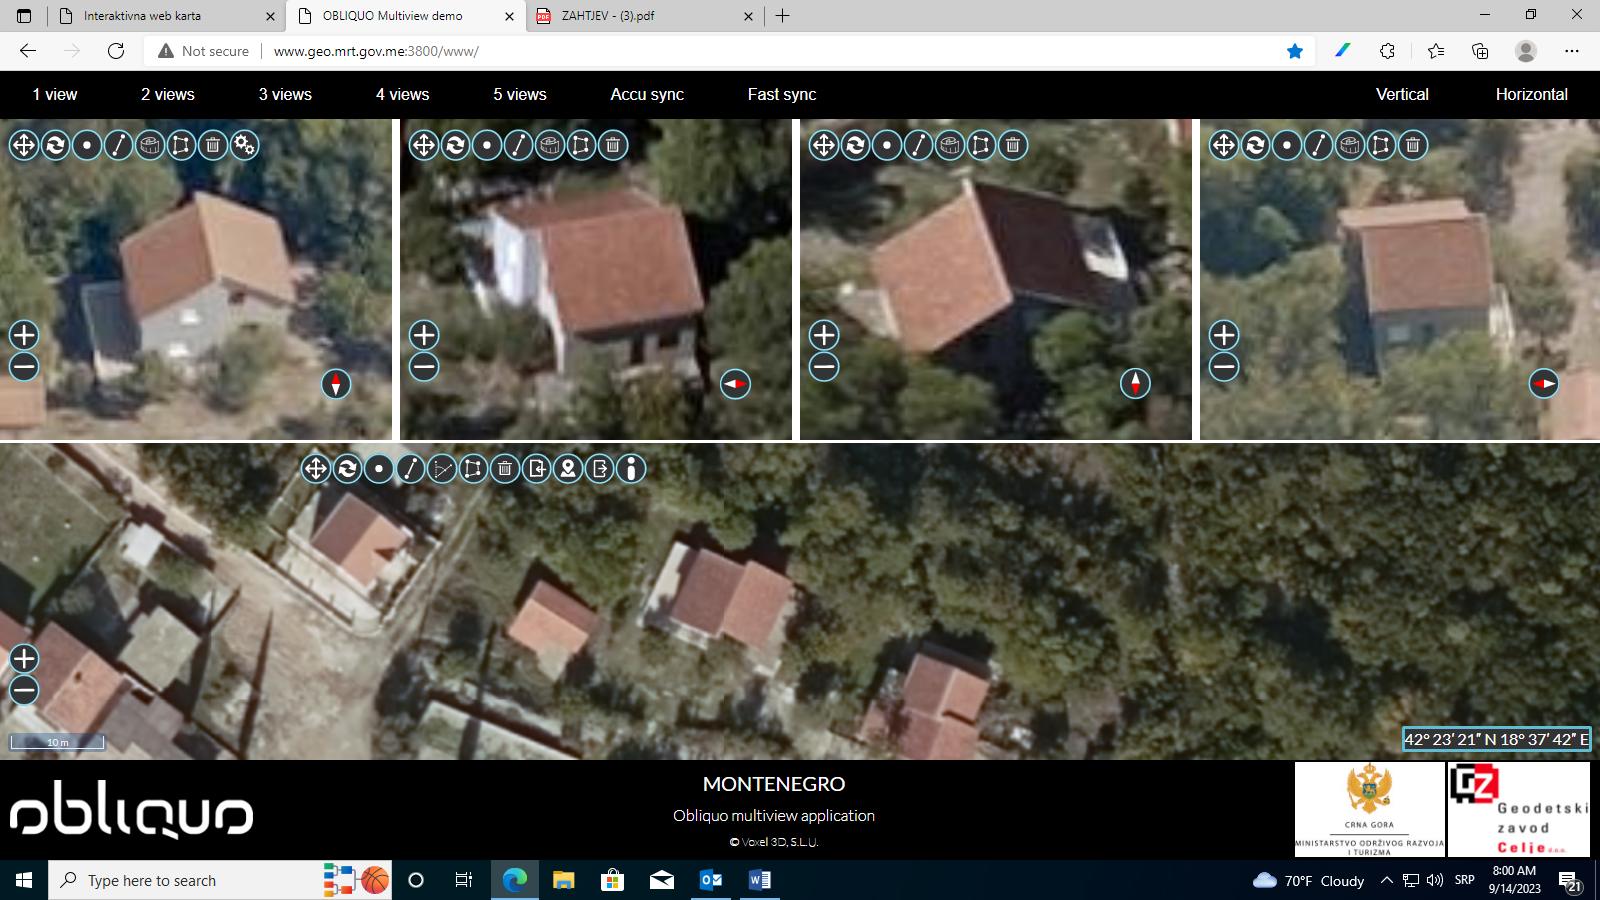 Interaktivna web karta
OBLIQUO Multiview demo
ZAHTJEV - (3).pdf
Not secure
www.geo.mrt.gov.me:3800/www/
1 view
2 views
3 views
4 views
5 views
Accu sync
Fast sync
Vertical
Horizontal
10 m
42° 23′ 21″ N 18° 37′ 42″ E
obliquo
MONTENEGRO
Obliquo multiview application
© Voxel 3D, S.L.U.
CRNA GORA
MINISTARSTVO ODRŽIVOG RAZVOJA
I TURIZMA
GZ
Geodetski
zavod
Celje d.o.o.
Type here to search
70°F Cloudy
SRP
8:00 AM
9/14/2023
21